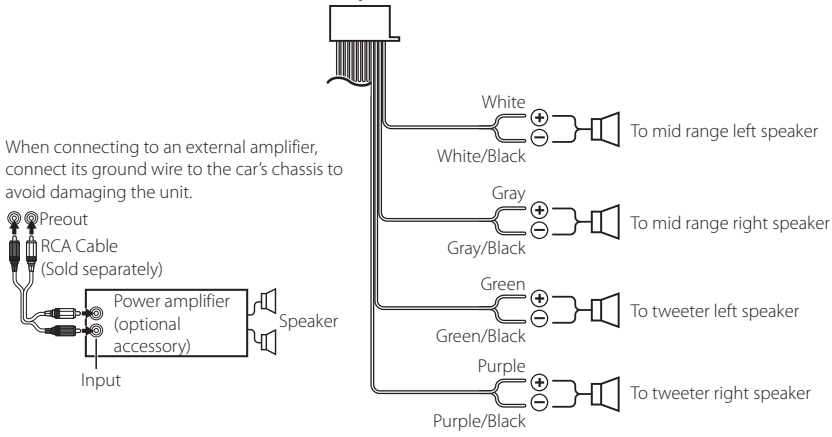 When connecting to an external amplifier,
connect its ground wire to the car's chassis to
avoid damaging the unit.
Preout
RCA Cable
(Sold separately)
Power amplifier
(optional
accessory)
Speaker
Input
White
+
−
To mid range left speaker
White/Black
Gray
+
−
To mid range right speaker
Gray/Black
Green
+
−
To tweeter left speaker
Green/Black
Purple
+
−
To tweeter right speaker
Purple/Black